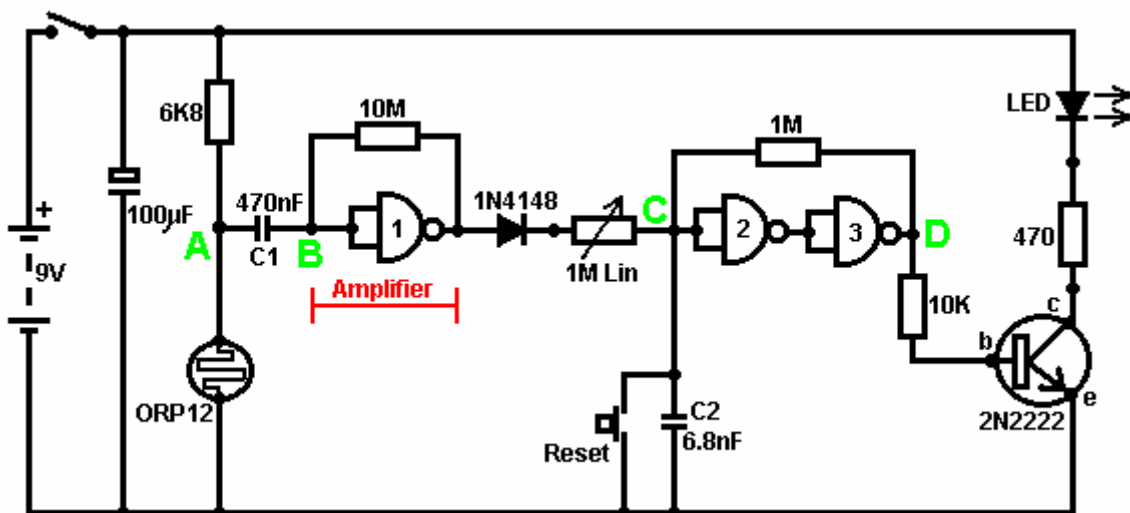 LED
6K8
10M
1M
+
470nF
1N4148
C
100µF
A
C1
B
1
2
3
D
470
9V
1M Lin
Amplifier
10K
c
b
ORP12
e
C2
2N2222
Reset
6.8nF